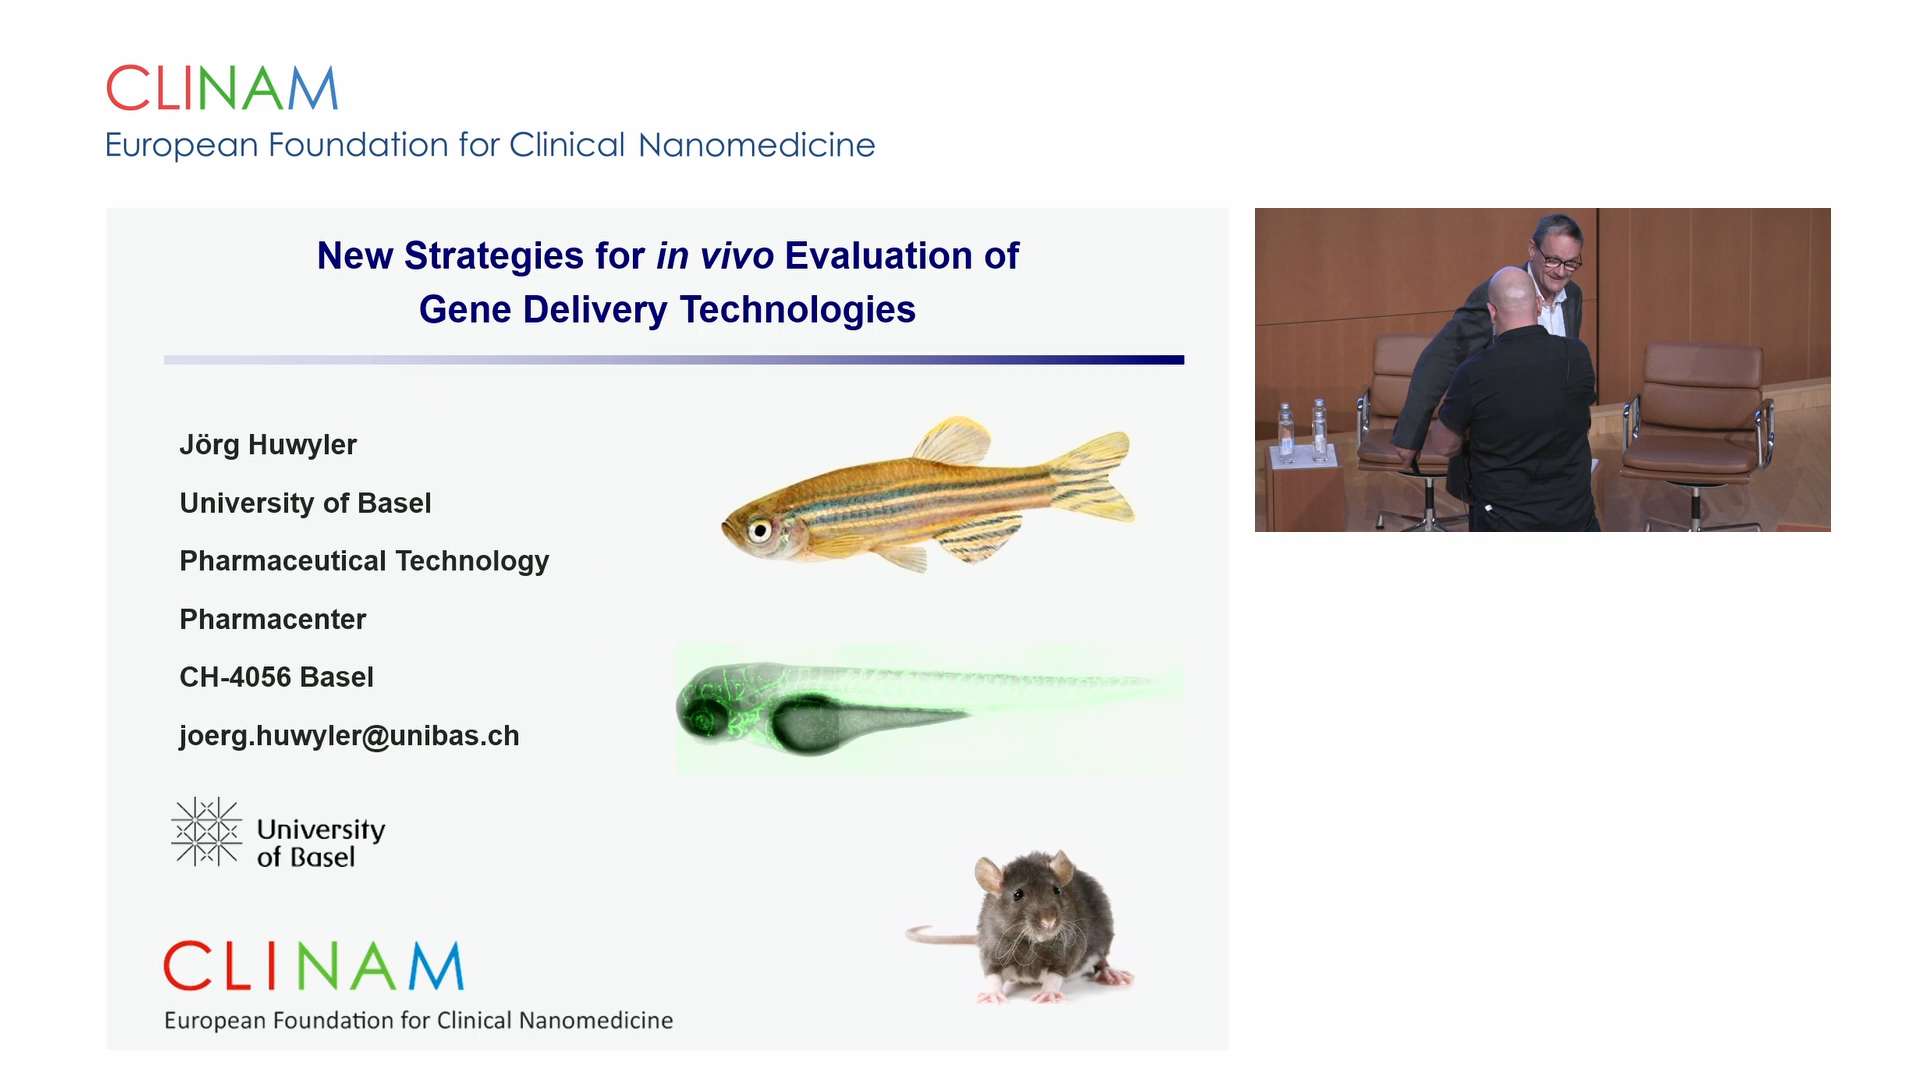 CLINAM
European Foundation for Clinical Nanomedicine
New Strategies for in vivo Evaluation of
Gene Delivery Technologies
Jörg Huwyler
University of Basel
Pharmaceutical Technology
Pharmacenter
CH-4056 Basel
joerg.huwyler@unibas.ch
University
of Basel
CLINAM
European Foundation for Clinical Nanomedicine